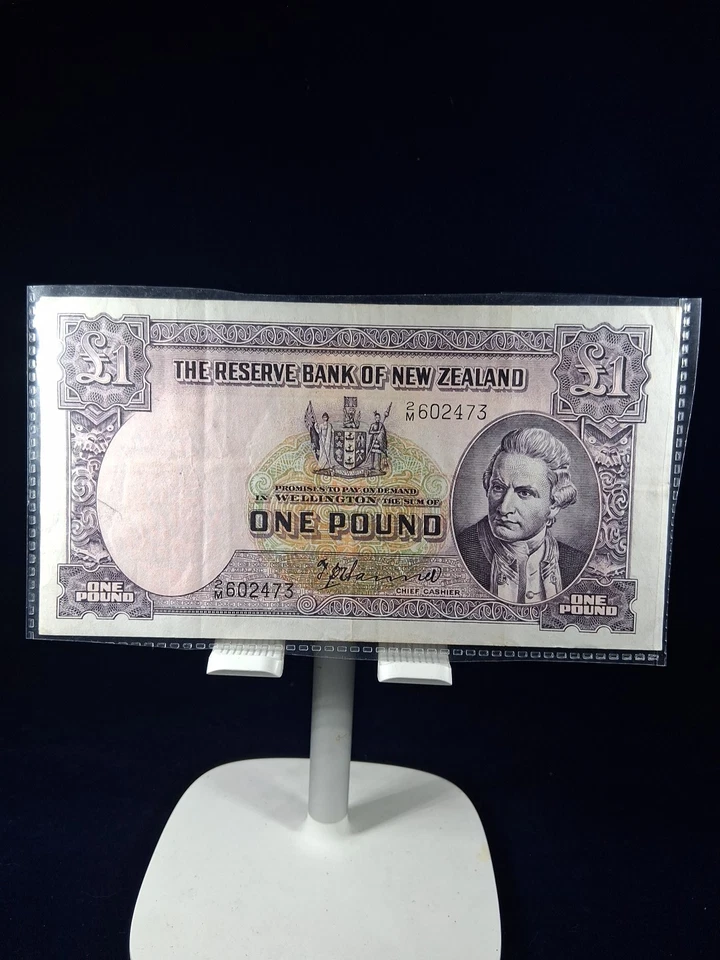 £1 £1
THE RESERVE BANK OF NEW ZEALAND
2/M 602473
PROMISES TO PAY ON DEMAND
IN WELLINGTON THE SUM OF
ONE POUND
2/M 602473
CHIEF CASHIER
ONE POUND
ONE POUND